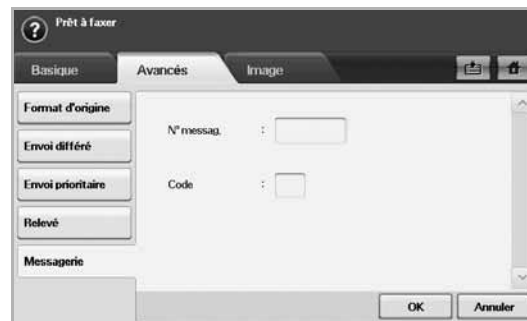 ? Prêt à faxer
Basique Avancés Image
Format d'origine
Envoi différé
Envoi prioritaire
Relevé
Messagerie
N° messag. :
Code :
OK Annuler